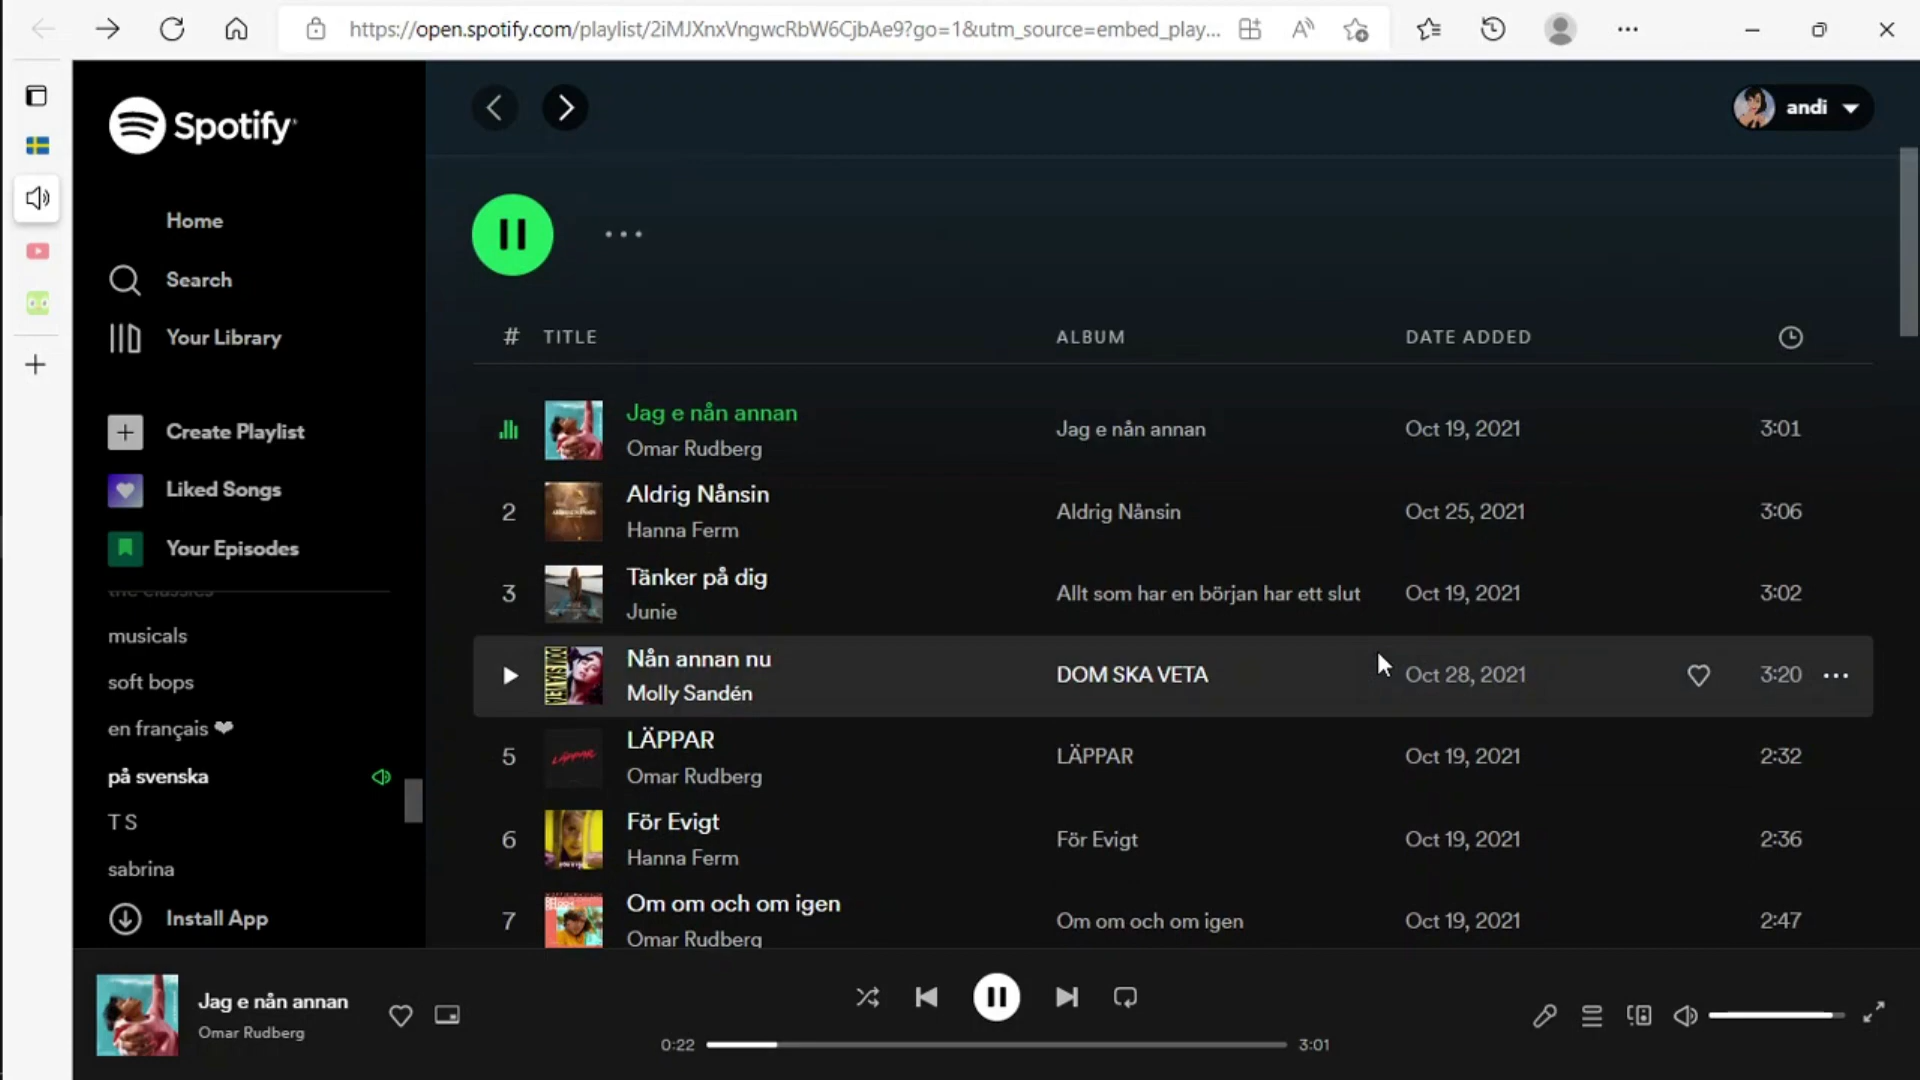 https://open.spotify.com/playlist/2iMJXnxVngwcRbW6CjbAe9?go=1&utm_source=embed_play...
Spotify
andi
Home
Search
Your Library
Create Playlist
Liked Songs
Your Episodes
the classics
musicals
soft bops
en français ❤
på svenska
T S
sabrina
Install App
# TITLE ALBUM DATE ADDED
Jag e nån annan
Omar Rudberg
Jag e nån annan Oct 19, 2021 3:01
2 Aldrig Nånsin
Hanna Ferm
Aldrig Nånsin Oct 25, 2021 3:06
3 Tänker på dig
Junie
Allt som har en början har ett slut Oct 19, 2021 3:02
Nån annan nu
Molly Sandén
DOM SKA VETA Oct 28, 2021 3:20
5 LÄPPAR
Omar Rudberg
LÄPPAR Oct 19, 2021 2:32
6 För Evigt
Hanna Ferm
För Evigt Oct 19, 2021 2:36
7 Om om och om igen
Omar Rudberg
Om om och om igen Oct 19, 2021 2:47
Jag e nån annan
Omar Rudberg
0:22 3:01